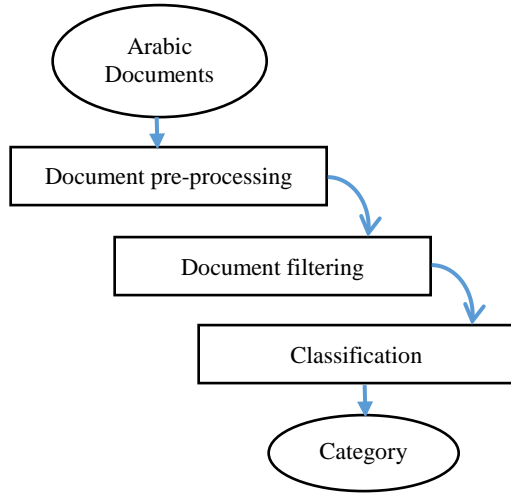 Arabic
Documents
Document pre-processing
Document filtering
Classification
Category